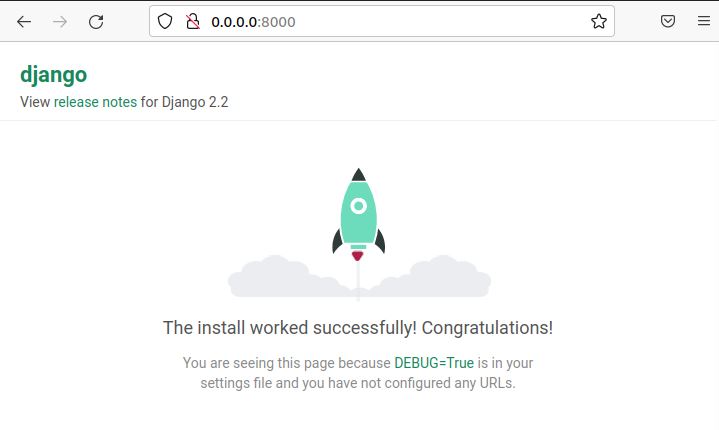 0.0.0.0:8000
django
View release notes for Django 2.2
The install worked successfully! Congratulations!
You are seeing this page because DEBUG=True is in your
settings file and you have not configured any URLs.